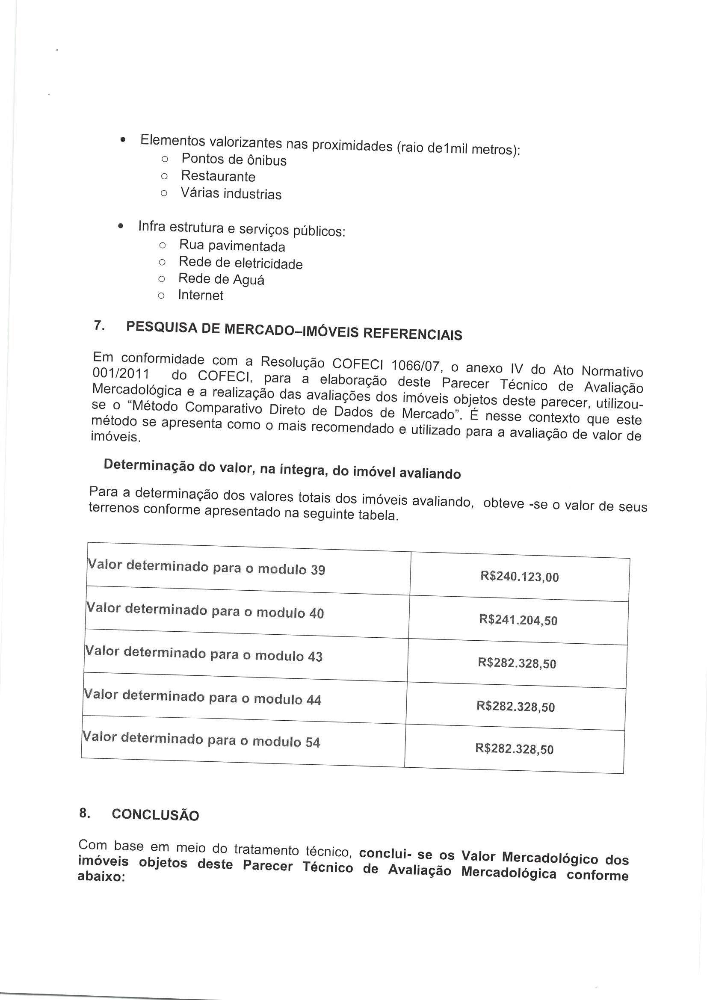 • Elementos valorizantes nas proximidades (raio de1mil metros):
o Pontos de ônibus
o Restaurante
o Várias industrias
• Infra estrutura e serviços públicos:
o Rua pavimentada
o Rede de eletricidade
o Rede de Aguá
o Internet
7. PESQUISA DE MERCADO–IMÓVEIS REFERENCIAIS
Em conformidade com a Resolução COFECI 1066/07, o anexo IV do Ato Normativo
001/2011 do COFECI, para a elaboração deste Parecer Técnico de Avaliação
Mercadológica e a realização das avaliações dos imóveis objetos deste parecer, utilizou-
se o “Método Comparativo Direto de Dados de Mercado”. É nesse contexto que este
método se apresenta como o mais recomendado e utilizado para a avaliação de valor de
imóveis.
Determinação do valor, na íntegra, do imóvel avaliando
Para a determinação dos valores totais dos imóveis avaliando, obteve -se o valor de seus
terrenos conforme apresentado na seguinte tabela.
Valor determinado para o modulo 39 R$240.123,00
Valor determinado para o modulo 40 R$241.204,50
Valor determinado para o modulo 43 R$282.328,50
Valor determinado para o modulo 44 R$282.328,50
Valor determinado para o modulo 54 R$282.328,50
8. CONCLUSÃO
Com base em meio do tratamento técnico, conclui- se os Valor Mercadológico dos
imóveis objetos deste Parecer Técnico de Avaliação Mercadológica conforme
abaixo: